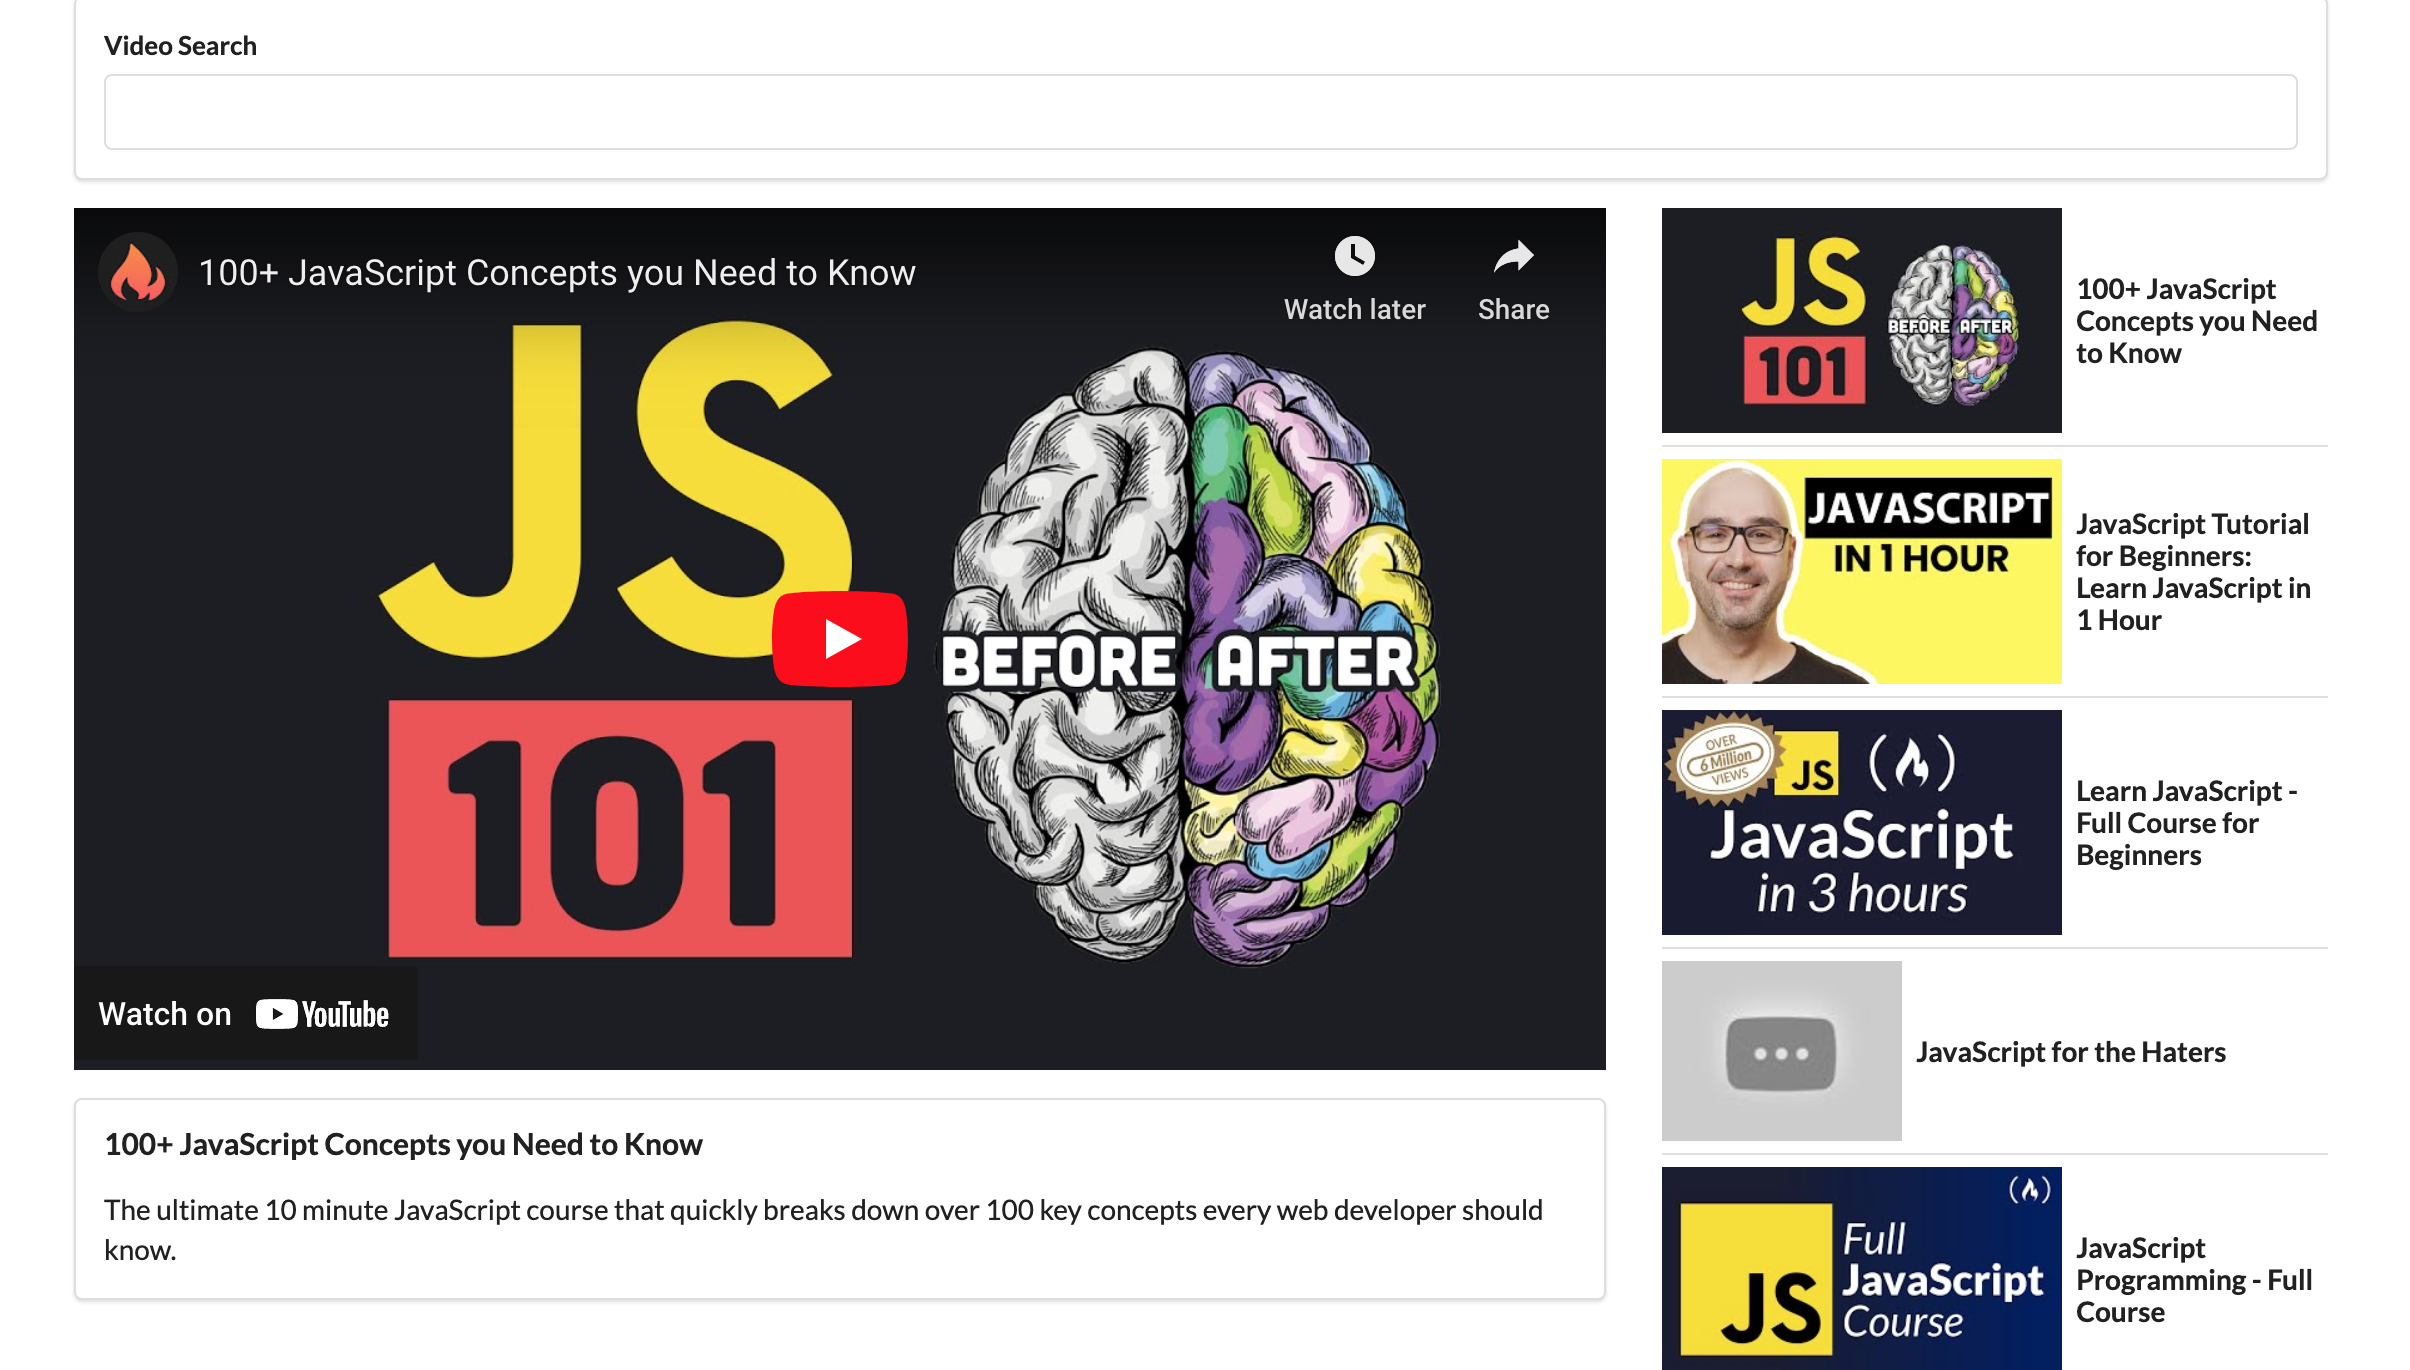 Video Search
100+ JavaScript Concepts you Need to Know
Watch later
Share
JS
101
BEFORE AFTER
Watch on YouTube
100+ JavaScript Concepts you Need to Know
The ultimate 10 minute JavaScript course that quickly breaks down over 100 key concepts every web developer should
know.
JS
101
BEFORE AFTER
100+ JavaScript
Concepts you Need
to Know
JAVASCRIPT
IN 1 HOUR
JavaScript Tutorial
for Beginners:
Learn JavaScript in
1 Hour
OVER
6 Million
VIEWS
JS
JavaScript
in 3 hours
Learn JavaScript -
Full Course for
Beginners
JavaScript for the Haters
JS
Full
JavaScript
Course
JavaScript
Programming - Full
Course